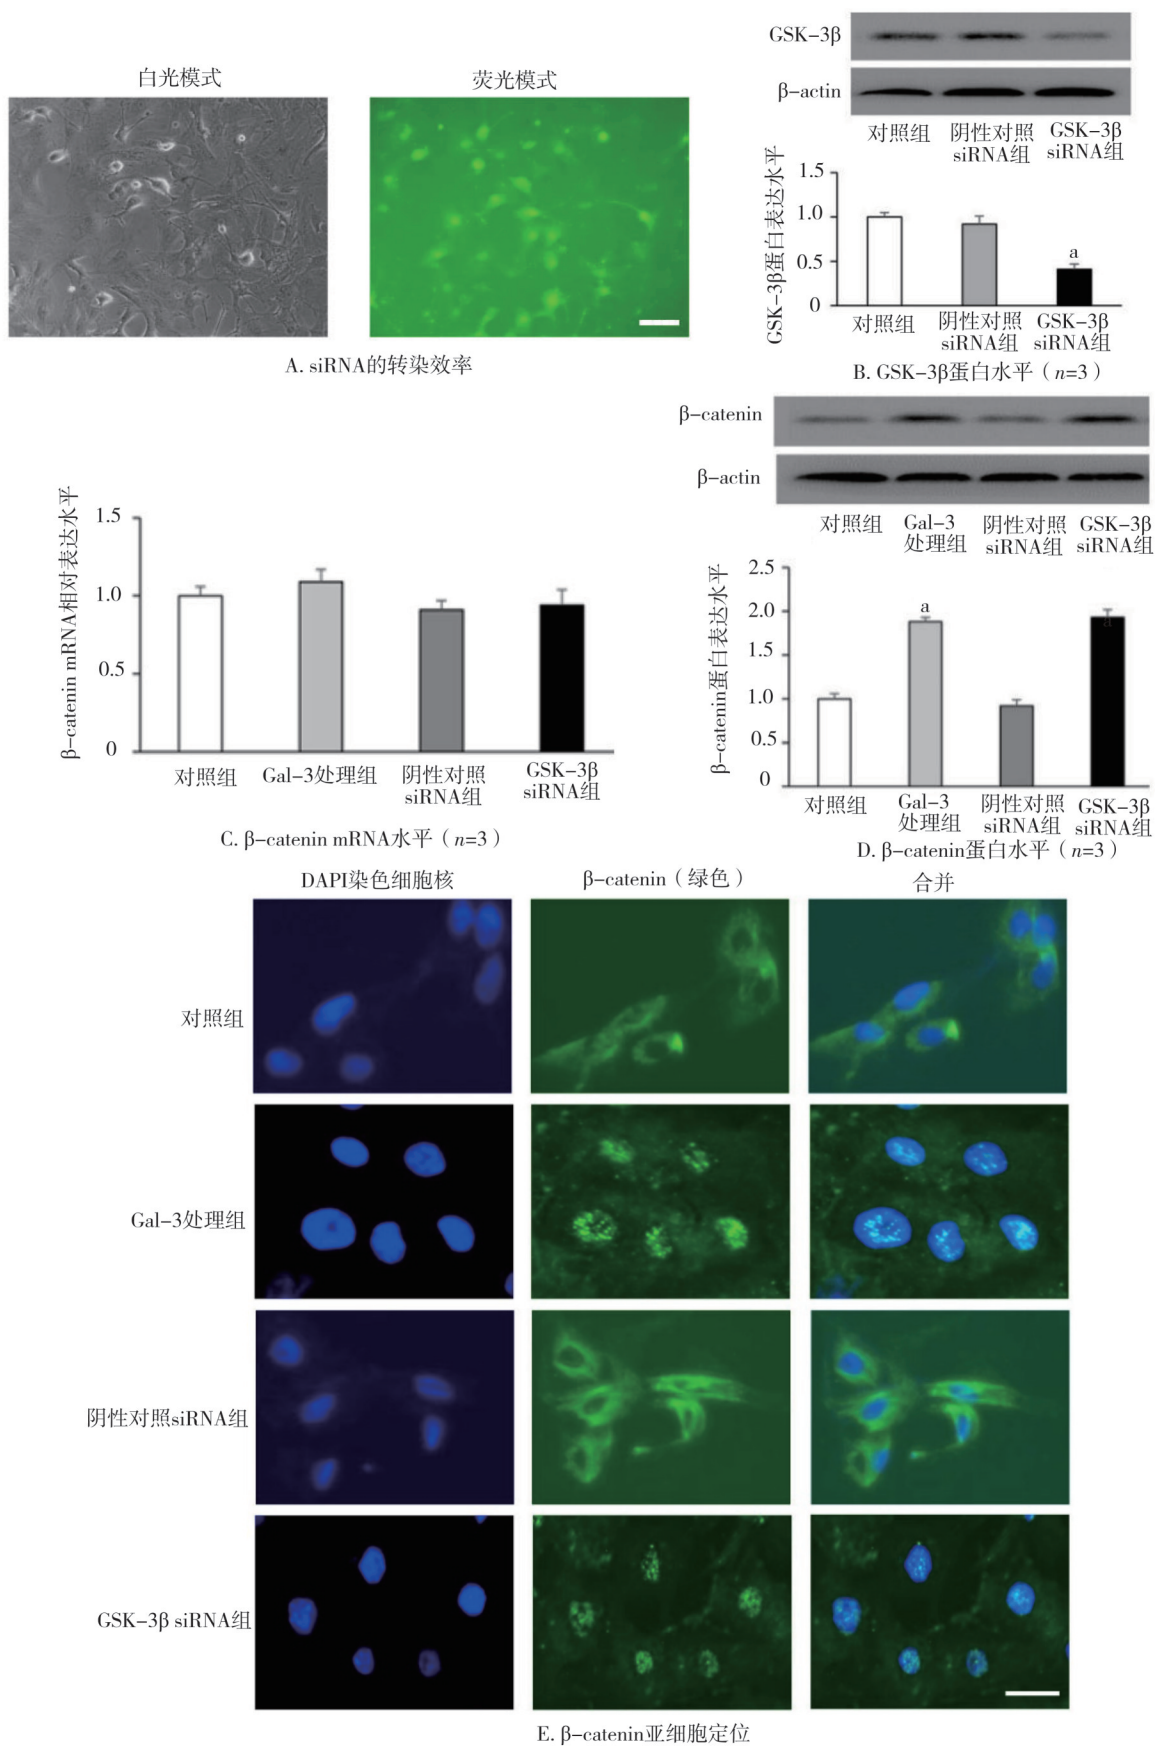 白光模式
荧光模式
A. siRNA的转染效率
GSK-3β
β-actin
对照组
阴性对照
siRNA组
GSK-3β
siRNA组
GSK-3β蛋白表达水平
1.5
1.0
0.5
0
a
对照组
阴性对照
siRNA组
GSK-3β
siRNA组
B. GSK-3β蛋白水平（n=3）
β-catenin mRNA相对表达水平
1.5
1.0
0.5
0
对照组
Gal-3处理组
阴性对照
siRNA组
GSK-3β
siRNA组
C. β-catenin mRNA水平（n=3）
β-catenin
β-actin
对照组
Gal-3
处理组
阴性对照
siRNA组
GSK-3β
siRNA组
β-catenin蛋白表达水平
2.5
2.0
1.5
1.0
0.5
0
a
对照组
Gal-3
处理组
阴性对照
siRNA组
GSK-3β
siRNA组
D. β-catenin蛋白水平（n=3）
DAPI染色细胞核
β-catenin（绿色）
合并
对照组
Gal-3处理组
阴性对照siRNA组
GSK-3β siRNA组
E. β-catenin亚细胞定位